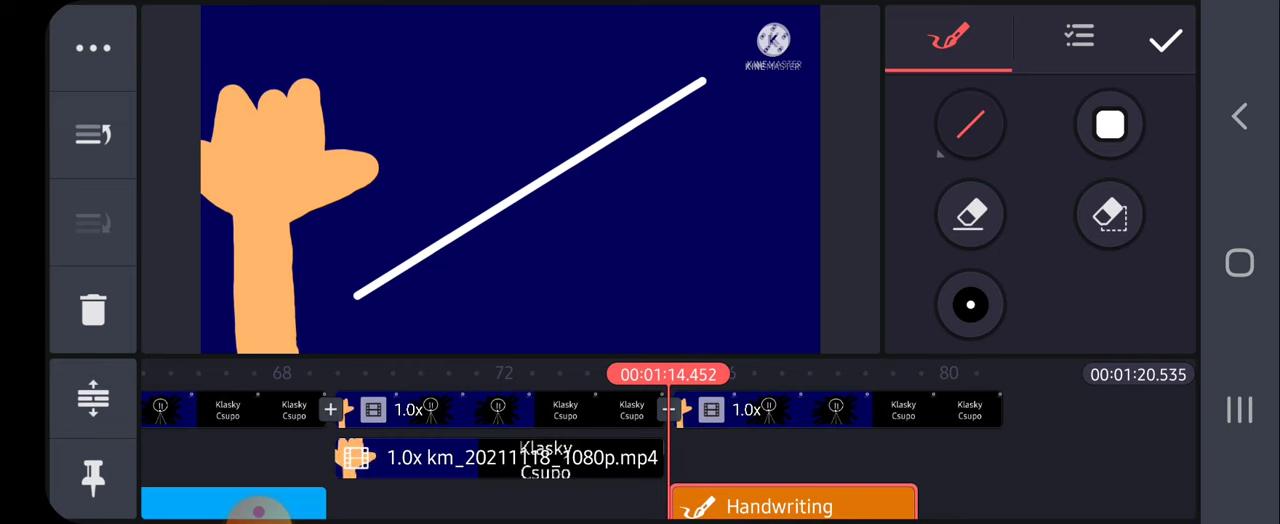 KINEMASTER
68
72
00:01:14.452
6
80
00:01:20.535
Klasky
Csupo
Klasky
Csupo
1.0x
Klasky
Csupo
Klasky
Csupo
1.0x
Klasky
Csupo
Klasky
Csupo
1.0x km_20211118_1080p.mp4
Klasky
Csupo
Handwriting